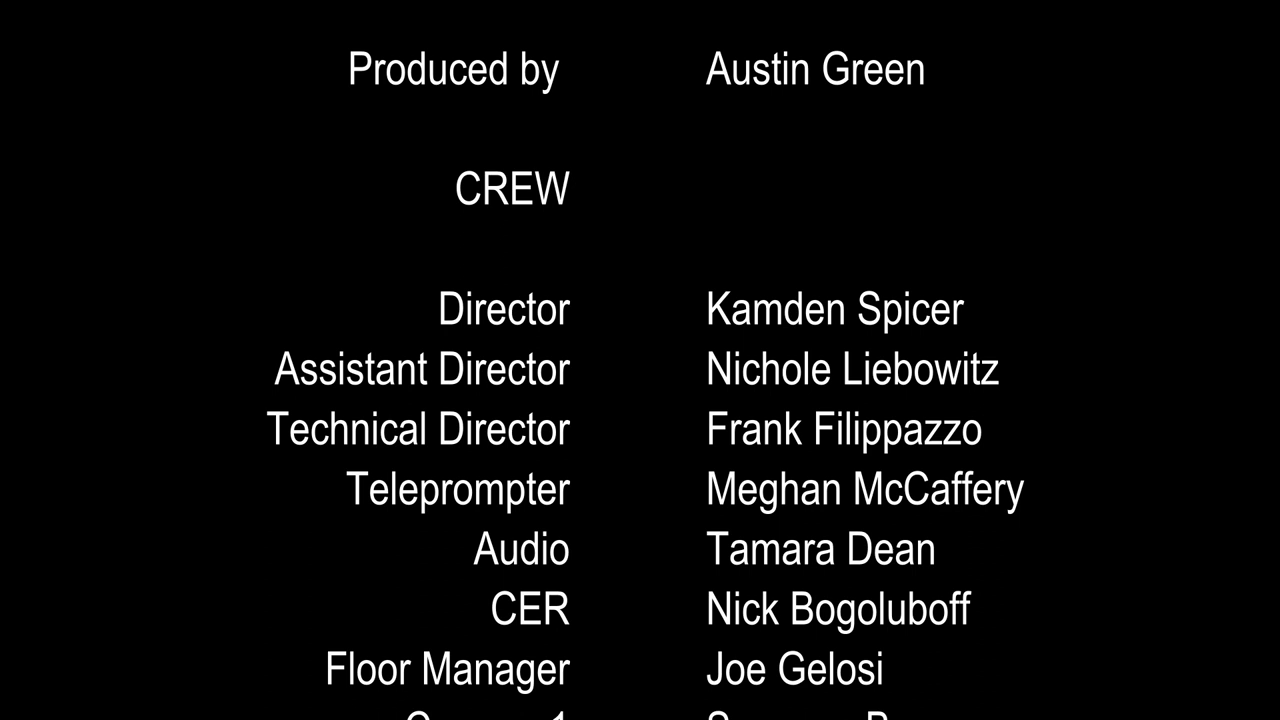 Produced by Austin Green
CREW
Director Kamden Spicer
Assistant Director Nichole Liebowitz
Technical Director Frank Filippazzo
Teleprompter Meghan McCaffery
Audio Tamara Dean
CER Nick Bogoluboff
Floor Manager Joe Gelosi